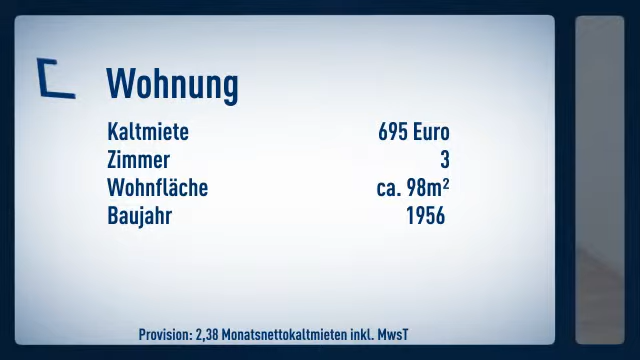 Wohnung
Kaltmiete 695 Euro
Zimmer 3
Wohnfläche ca. 98m²
Baujahr 1956
Provision: 2,38 Monatsnettokaltmieten inkl. MwsT